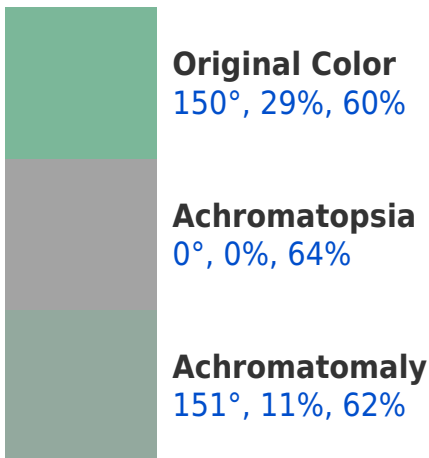 Original Color
150°, 29%, 60%
Achromatopsia
0°, 0%, 64%
Achromatomaly
151°, 11%, 62%